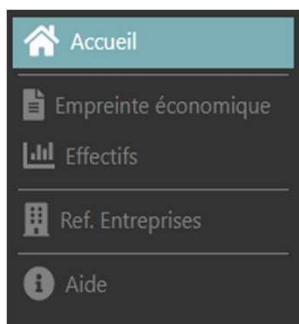 Accueil
Empreinte économique
Effectifs
Ref. Entreprises
Aide